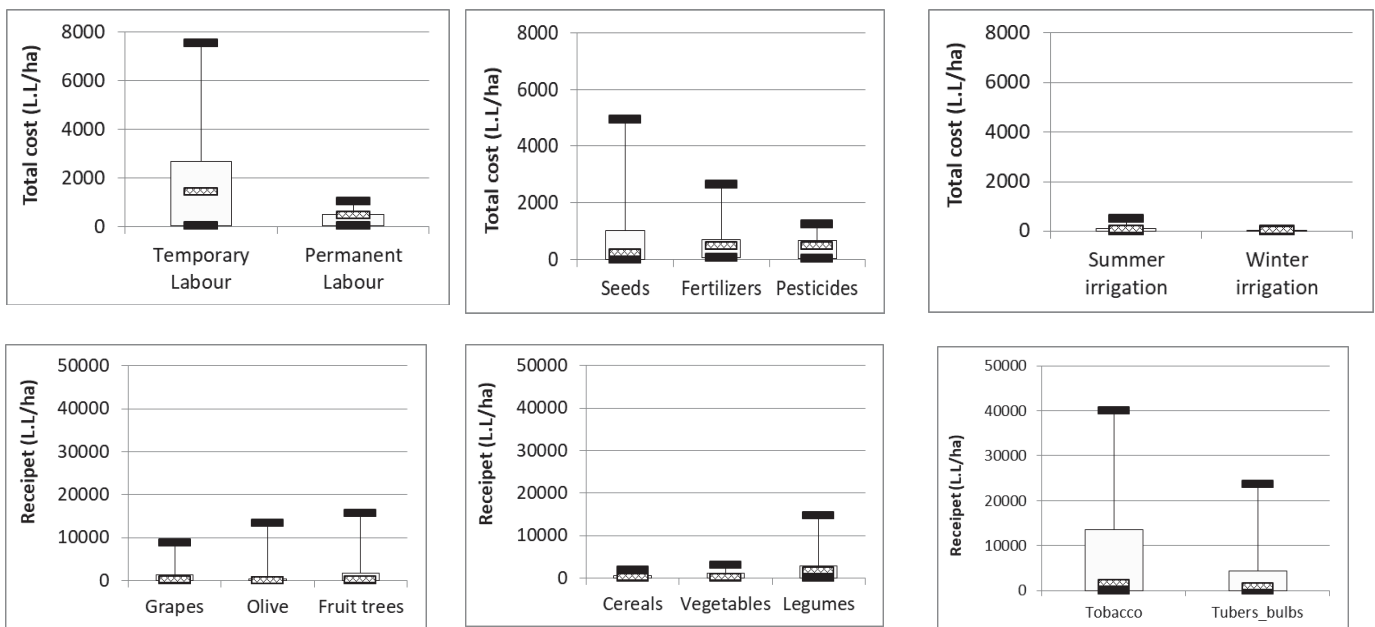 Total cost (L.L/ha)
8000
6000
4000
2000
0
Temporary Labour
Permanent Labour
Total cost (L.L/ha)
8000
6000
4000
2000
0
Seeds
Fertilizers
Pesticides
Total cost (L.L/ha)
8000
6000
4000
2000
0
Summer irrigation
Winter irrigation
Receipet (L.L/ha)
50000
40000
30000
20000
10000
0
Grapes
Olive
Fruit trees
Receipet (L.L/ha)
50000
40000
30000
20000
10000
0
Cereals
Vegetables
Legumes
Receipet (L.L/ha)
50000
40000
30000
20000
10000
0
Tobacco
Tubers_bulbs